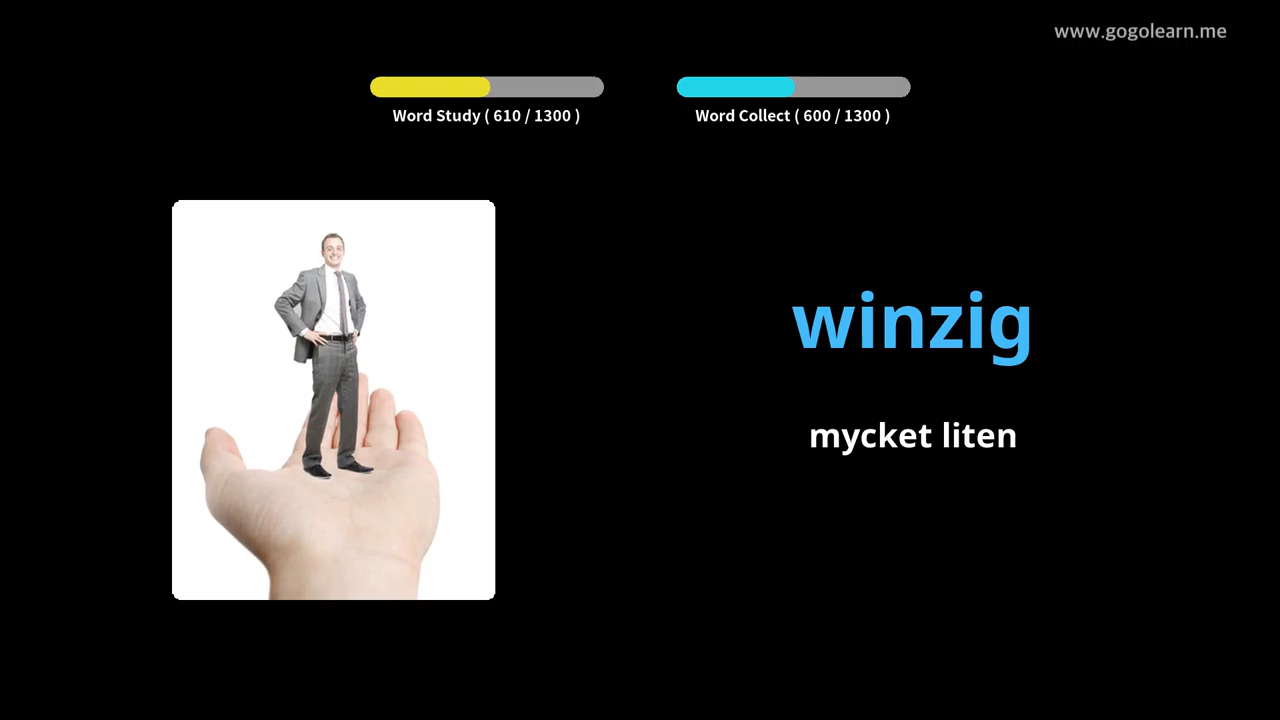 www.gogolearn.me
Word Study ( 610 / 1300 )
Word Collect ( 600 / 1300 )
winzig
mycket liten